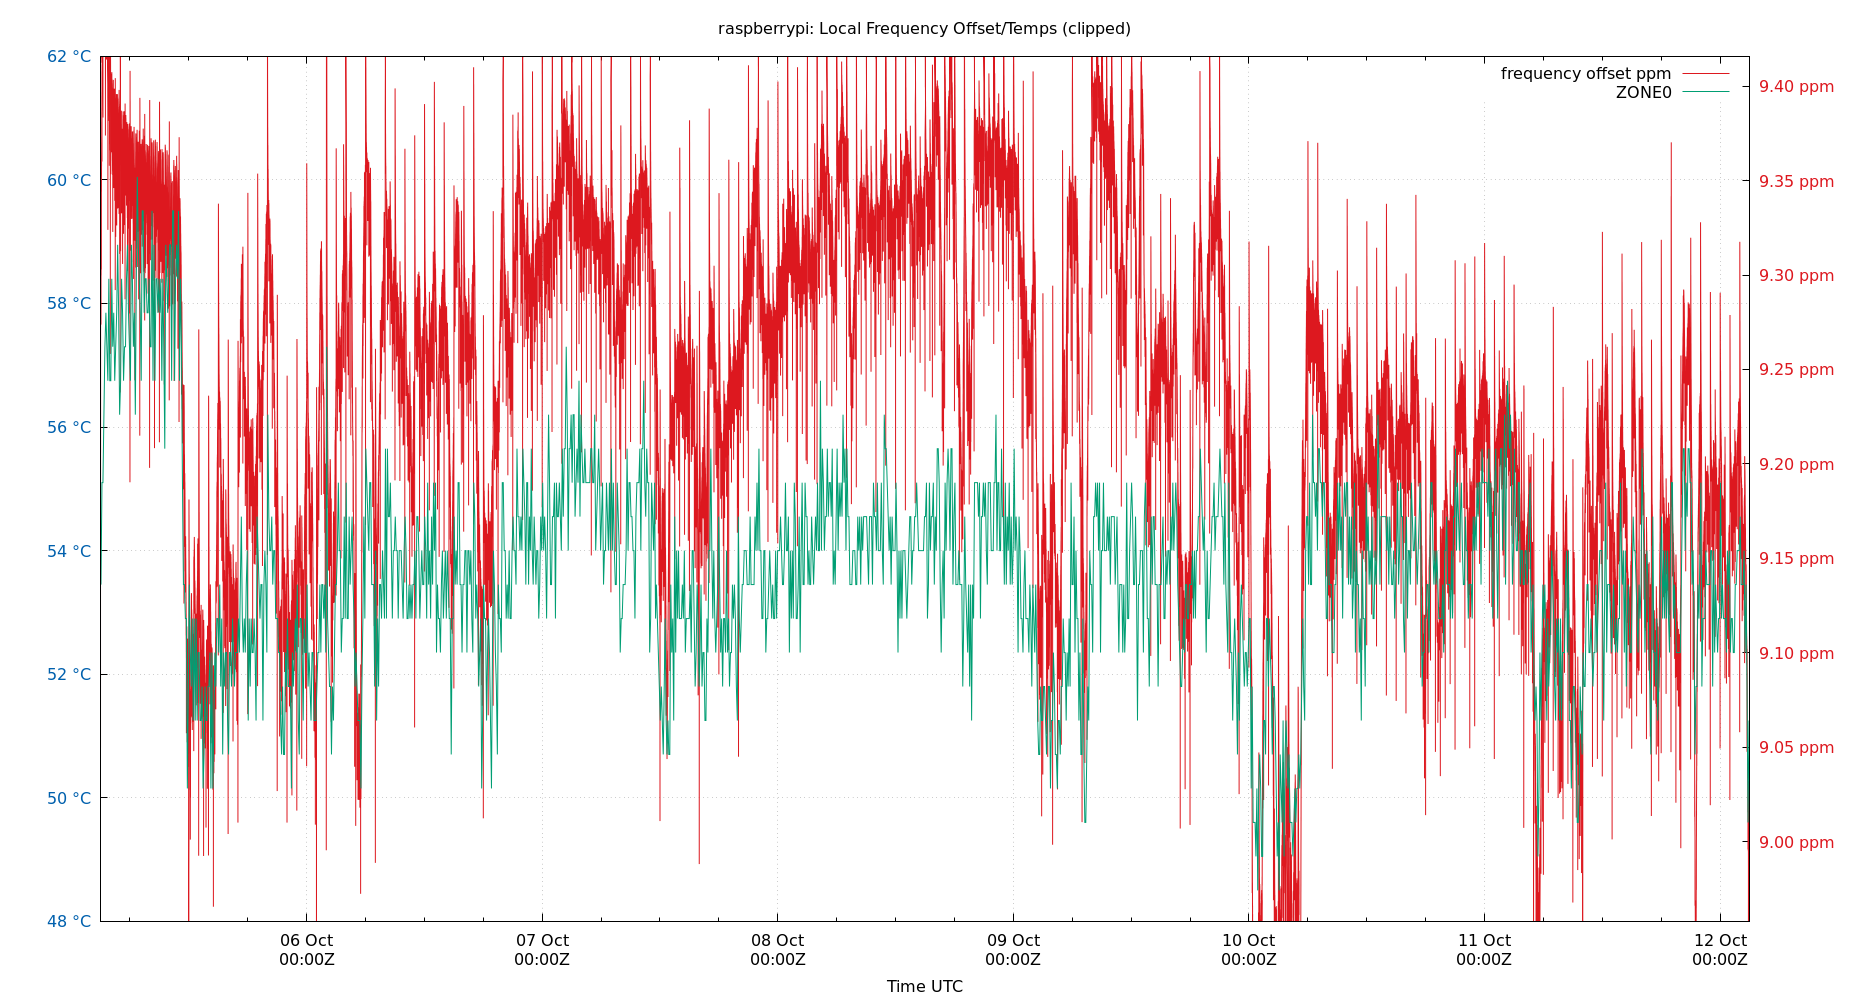 raspberrypi: Local Frequency Offset/Temps (clipped)
62 °C
60 °C
58 °C
56 °C
54 °C
52 °C
50 °C
48 °C
frequency offset ppm
ZONE0
9.40 ppm
9.35 ppm
9.30 ppm
9.25 ppm
9.20 ppm
9.15 ppm
9.10 ppm
9.05 ppm
9.00 ppm
06 Oct 07 Oct 08 Oct 09 Oct 10 Oct 11 Oct 12 Oct
00:00Z 00:00Z 00:00Z 00:00Z 00:00Z 00:00Z 00:00Z
Time UTC